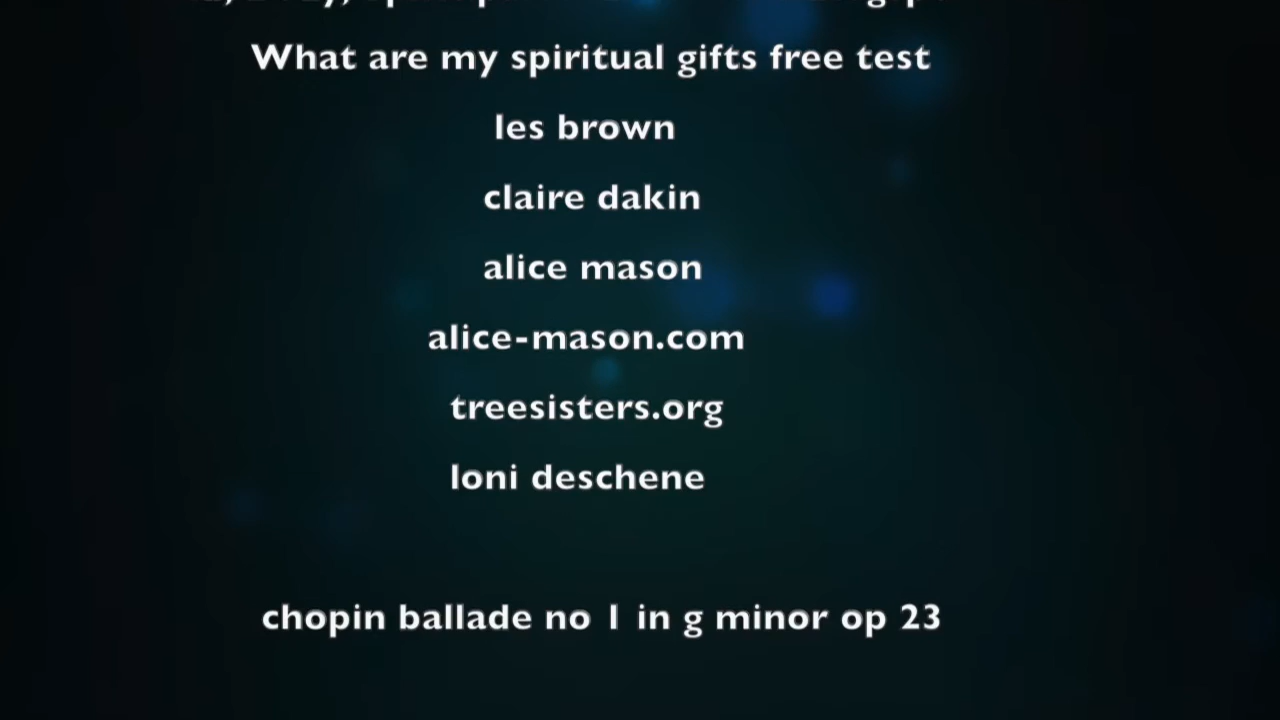 What are my spiritual gifts free test
les brown
claire dakin
alice mason
alice-mason.com
treesisters.org
loni deschene
chopin ballade no 1 in g minor op 23